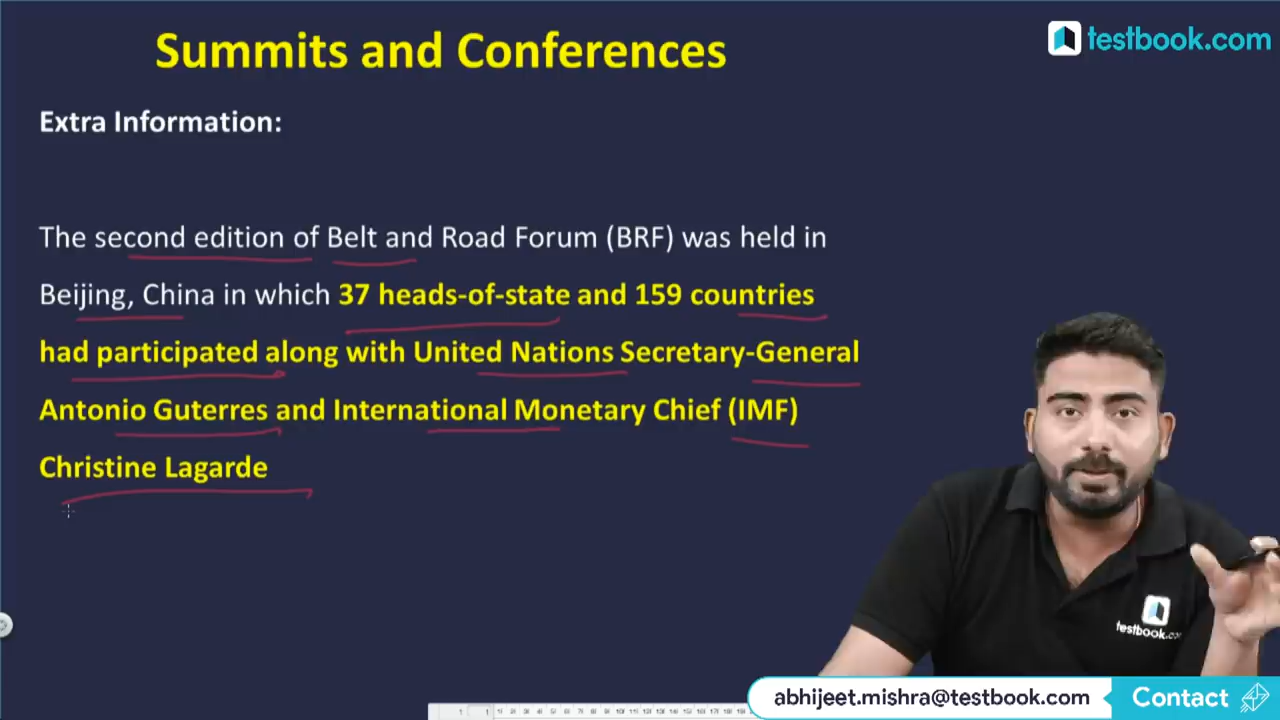 Summits and Conferences
testbook.com
Extra Information:
The second edition of Belt and Road Forum (BRF) was held in
Beijing, China in which 37 heads-of-state and 159 countries
had participated along with United Nations Secretary-General
Antonio Guterres and International Monetary Chief (IMF)
Christine Lagarde
testbook.co
abhijeet.mishra@testbook.com
Contact